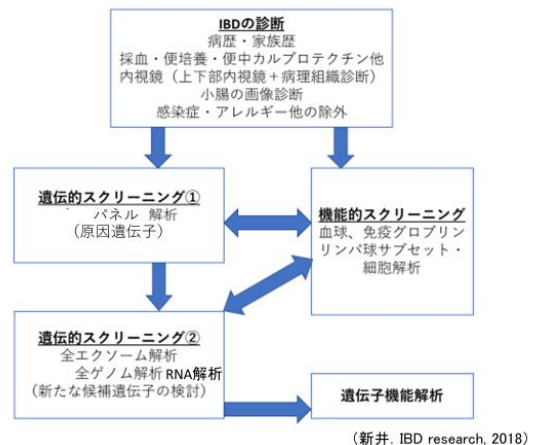 IBDの診断
病歴・家族歴
採血・便培養・便中カルプロテクチン他
内視鏡（上下部内視鏡＋病理組織診断）
小腸の画像診断
感染症・アレルギー他の除外
遺伝的スクリーニング①
パネル 解析
(原因遺伝子)
機能的スクリーニング
血球、免疫グロブリン
リンパ球サブセット・
細胞解析
遺伝的スクリーニング②
全エクソーム解析
全ゲノム解析 RNA解析
(新たな候補遺伝子の検討)
遺伝子機能解析
(新井. IBD research, 2018)